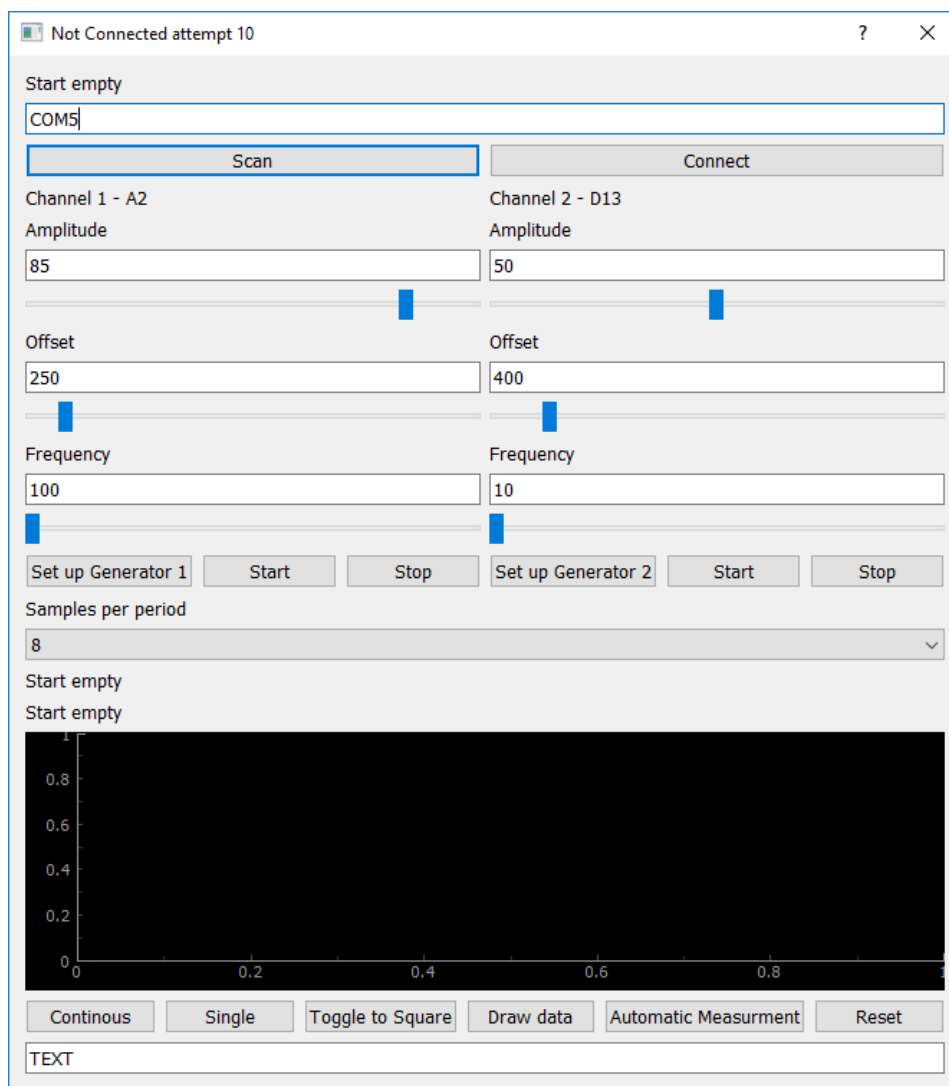 Not Connected attempt 10 ?
Start empty
COM5
Scan Connect
Channel 1 - A2 Channel 2 - D13
Amplitude Amplitude
85 50
Offset Offset
250 400
Frequency Frequency
100 10
Set up Generator 1 Start Stop Set up Generator 2 Start Stop
Samples per period
8
Start empty
Start empty
1
0.8
0.6
0.4
0.2
0
0 0.2 0.4 0.6 0.8 1
Continous Single Toggle to Square Draw data Automatic Measurment Reset
TEXT